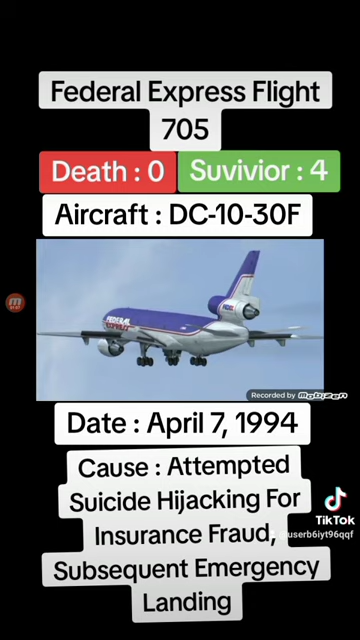 Federal Express Flight
705
Death : 0 Suvivior : 4
Aircraft : DC-10-30F
FEDERAL
EXPRESS
Recorded by Mobizen
Date : April 7, 1994
Cause : Attempted
Suicide Hijacking For
Insurance Fraud,
Subsequent Emergency
Landing
TikTok